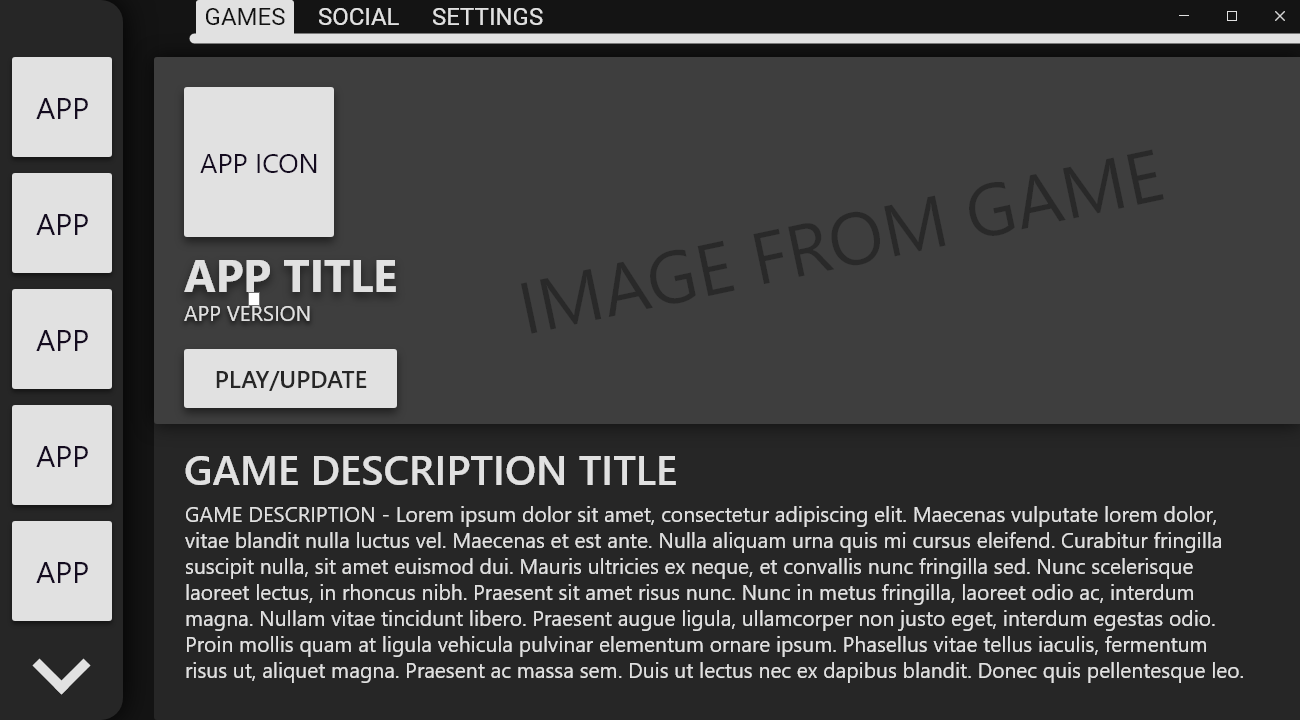 GAMES
SOCIAL
SETTINGS
APP
APP
APP
APP
APP
APP ICON
APP TITLE
APP VERSION
PLAY/UPDATE
IMAGE FROM GAME
GAME DESCRIPTION TITLE
GAME DESCRIPTION - Lorem ipsum dolor sit amet, consectetur adipiscing elit. Maecenas vulputate lorem dolor,
vitae blandit nulla luctus vel. Maecenas et est ante. Nulla aliquam urna quis mi cursus eleifend. Curabitur fringilla
suscipit nulla, sit amet euismod dui. Mauris ultricies ex neque, et convallis nunc fringilla sed. Nunc scelerisque
laoreet lectus, in rhoncus nibh. Praesent sit amet risus nunc. Nunc in metus fringilla, laoreet odio ac, interdum
magna. Nullam vitae tincidunt libero. Praesent augue ligula, ullamcorper non justo eget, interdum egestas odio.
Proin mollis quam at ligula vehicula pulvinar elementum ornare ipsum. Phasellus vitae tellus iaculis, fermentum
risus ut, aliquet magna. Praesent ac massa sem. Duis ut lectus nec ex dapibus blandit. Donec quis pellentesque leo.